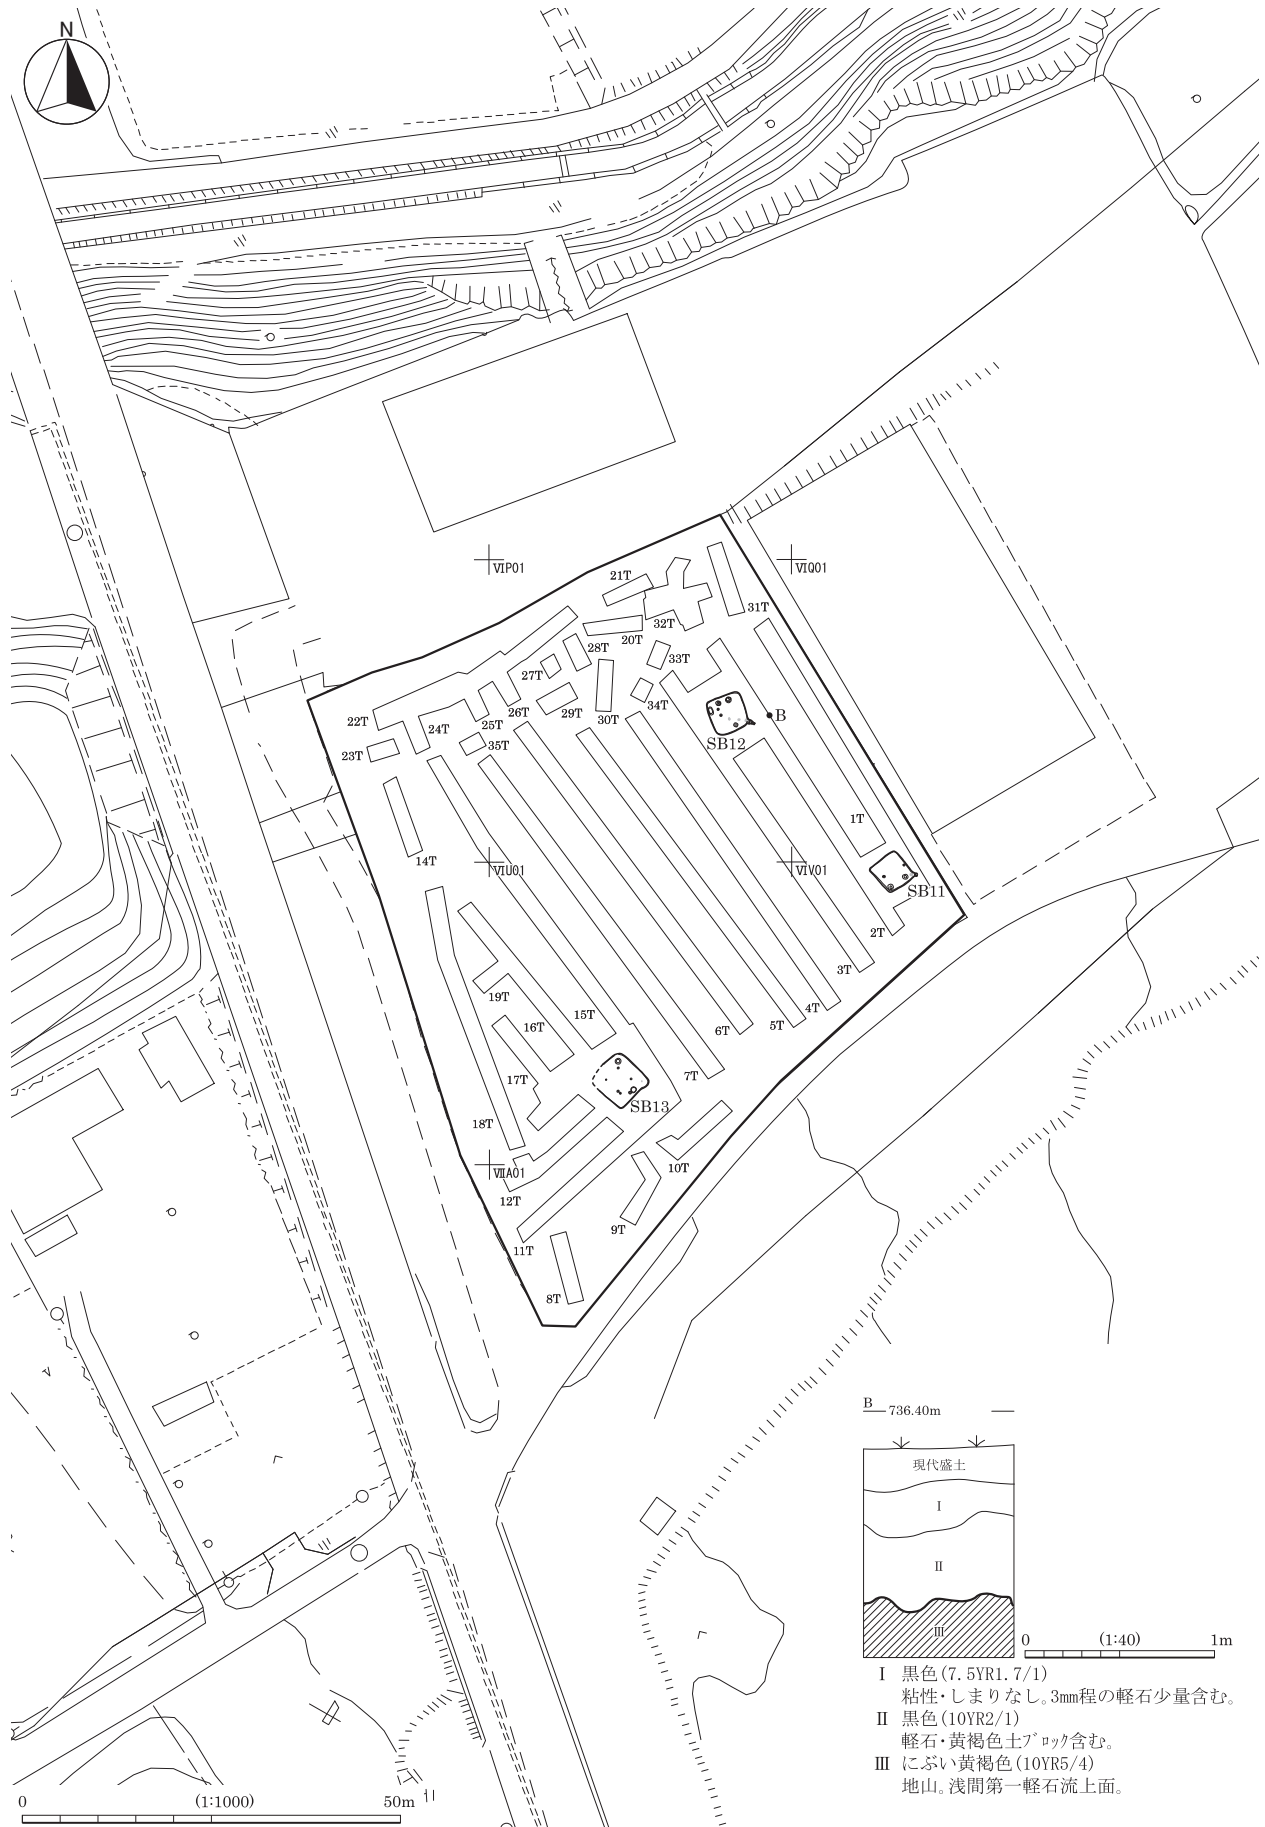 N
ⅥP01
ⅥQ01
21T
31T
32T
20T
28T
33T
27T
34T
22T
24T
25T
26T
29T
30T
B
SB12
23T
35T
1T
14T
ⅥU01
ⅥV01
SB11
2T
3T
19T
4T
15T
16T
6T
5T
17T
7T
SB13
18T
10T
ⅦA01
12T
9T
11T
8T
B
736.40m
現代盛土
Ⅰ
Ⅱ
Ⅲ
0 (1:40) 1m
Ⅰ 黒色(7.5YR1.7/1)
粘性・しまりなし。3㎜程の軽石少量含む。
Ⅱ 黒色(10YR2/1)
軽石・黄褐色土ブロック含む。
Ⅲ にぶい黄褐色(10YR5/4)
地山。浅間第一軽石流上面。
0 (1:1000) 50m